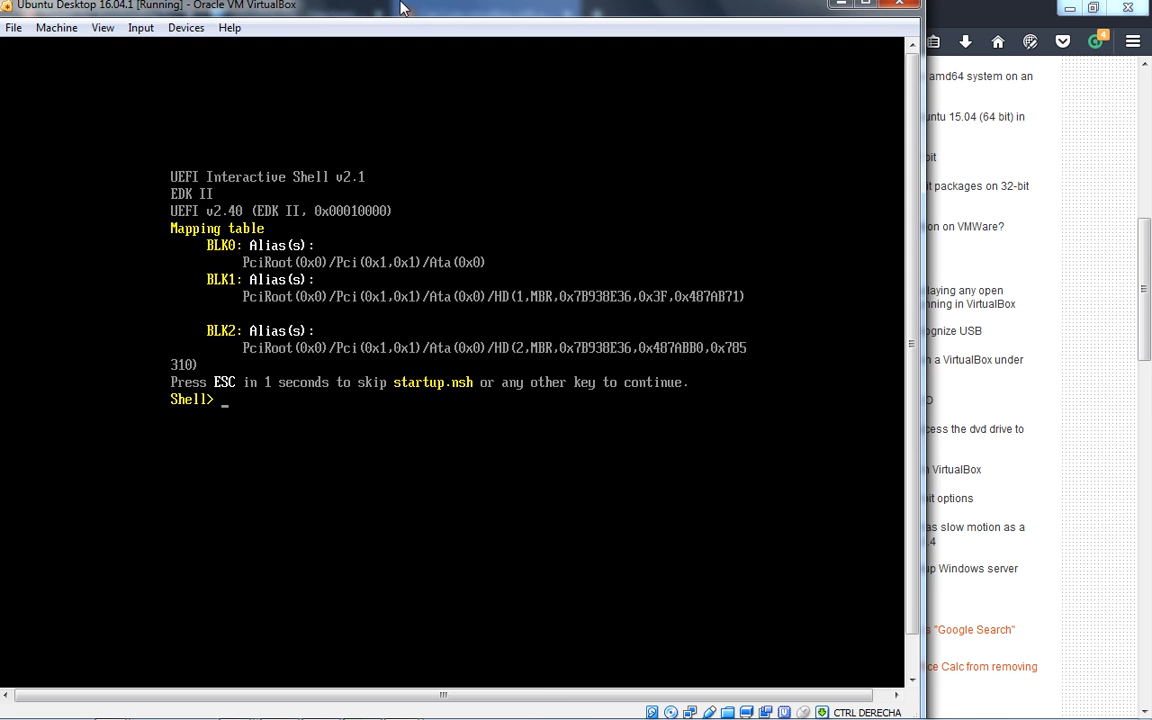 Ubuntu Desktop 16.04.1 [Running] - Oracle VM VirtualBox
File Machine View Input Devices Help
4
UEFI Interactive Shell v2.1
EDK II
UEFI v2.40 (EDK II, 0x00010000)
Mapping table
BLK0: Alias(s):
PciRoot(0x0)/Pci(0x1,0x1)/Ata(0x0)
BLK1: Alias(s):
PciRoot(0x0)/Pci(0x1,0x1)/Ata(0x0)/HD(1,MBR,0x7B938E36,0x3F,0x487AB71)
BLK2: Alias(s):
PciRoot(0x0)/Pci(0x1,0x1)/Ata(0x0)/HD(2,MBR,0x7B938E36,0x487ABB0,0x785
310)
Press ESC in 1 seconds to skip startup.nsh or any other key to continue.
Shell> _
CTRL DERECHA
amd64 system on an
untu 15.04 (64 bit) in
bit
it packages on 32-bit
on on VMWare?
laying any open
nning in VirtualBox
ognize USB
n a VirtualBox under
O
cess the dvd drive to
n VirtualBox
bit options
as slow motion as a
.4
up Windows server
s "Google Search"
ce Calc from removing